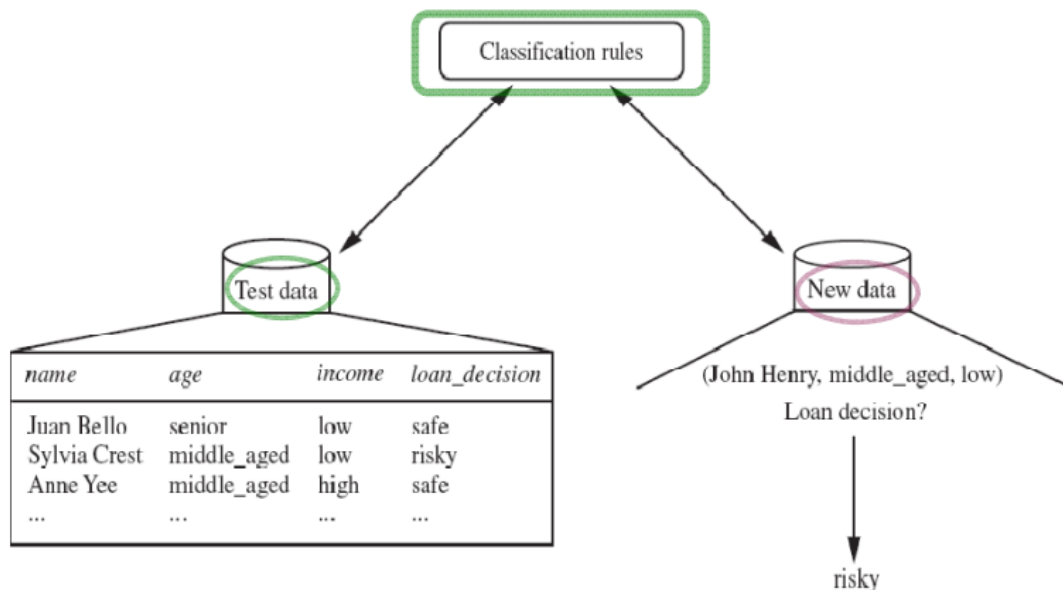 Classification rules
Test data
New data
name age income loan_decision
Juan Bello senior low safe
Sylvia Crest middle_aged low risky
Anne Yee middle_aged high safe
... ... ... ...
(John Henry, middle_aged, low)
Loan decision?
risky